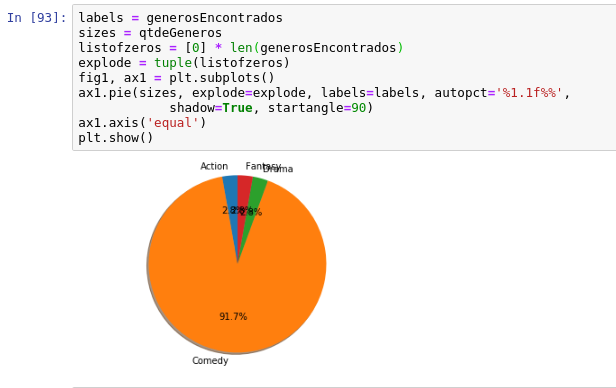 In [93]: labels = generosEncontrados
sizes = qtdeGeneros
listofzeros = [0] * len(generosEncontrados)
explode = tuple(listofzeros)
fig1, ax1 = plt.subplots()
ax1.pie(sizes, explode=explode, labels=labels, autopct='%1.1f%%',
            shadow=True, startangle=90)
ax1.axis('equal')
plt.show()
Action Fantasy Drama
2.8% 2.8% 2.8%
91.7%
Comedy